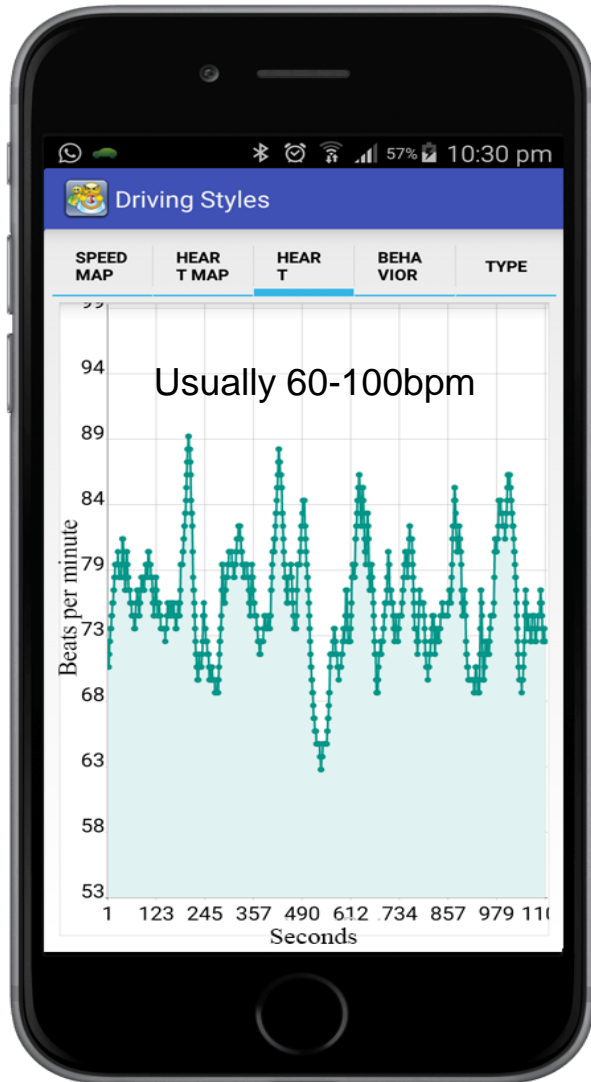 57% 10:30 pm
Driving Styles
SPEED MAP
HEAR T MAP
HEAR T
BEHA VIOR
TYPE
99
94
Usually 60-100bpm
89
84
79
73
68
63
58
53
Beats per minute
1 123 245 357 490 612 734 857 979
Seconds